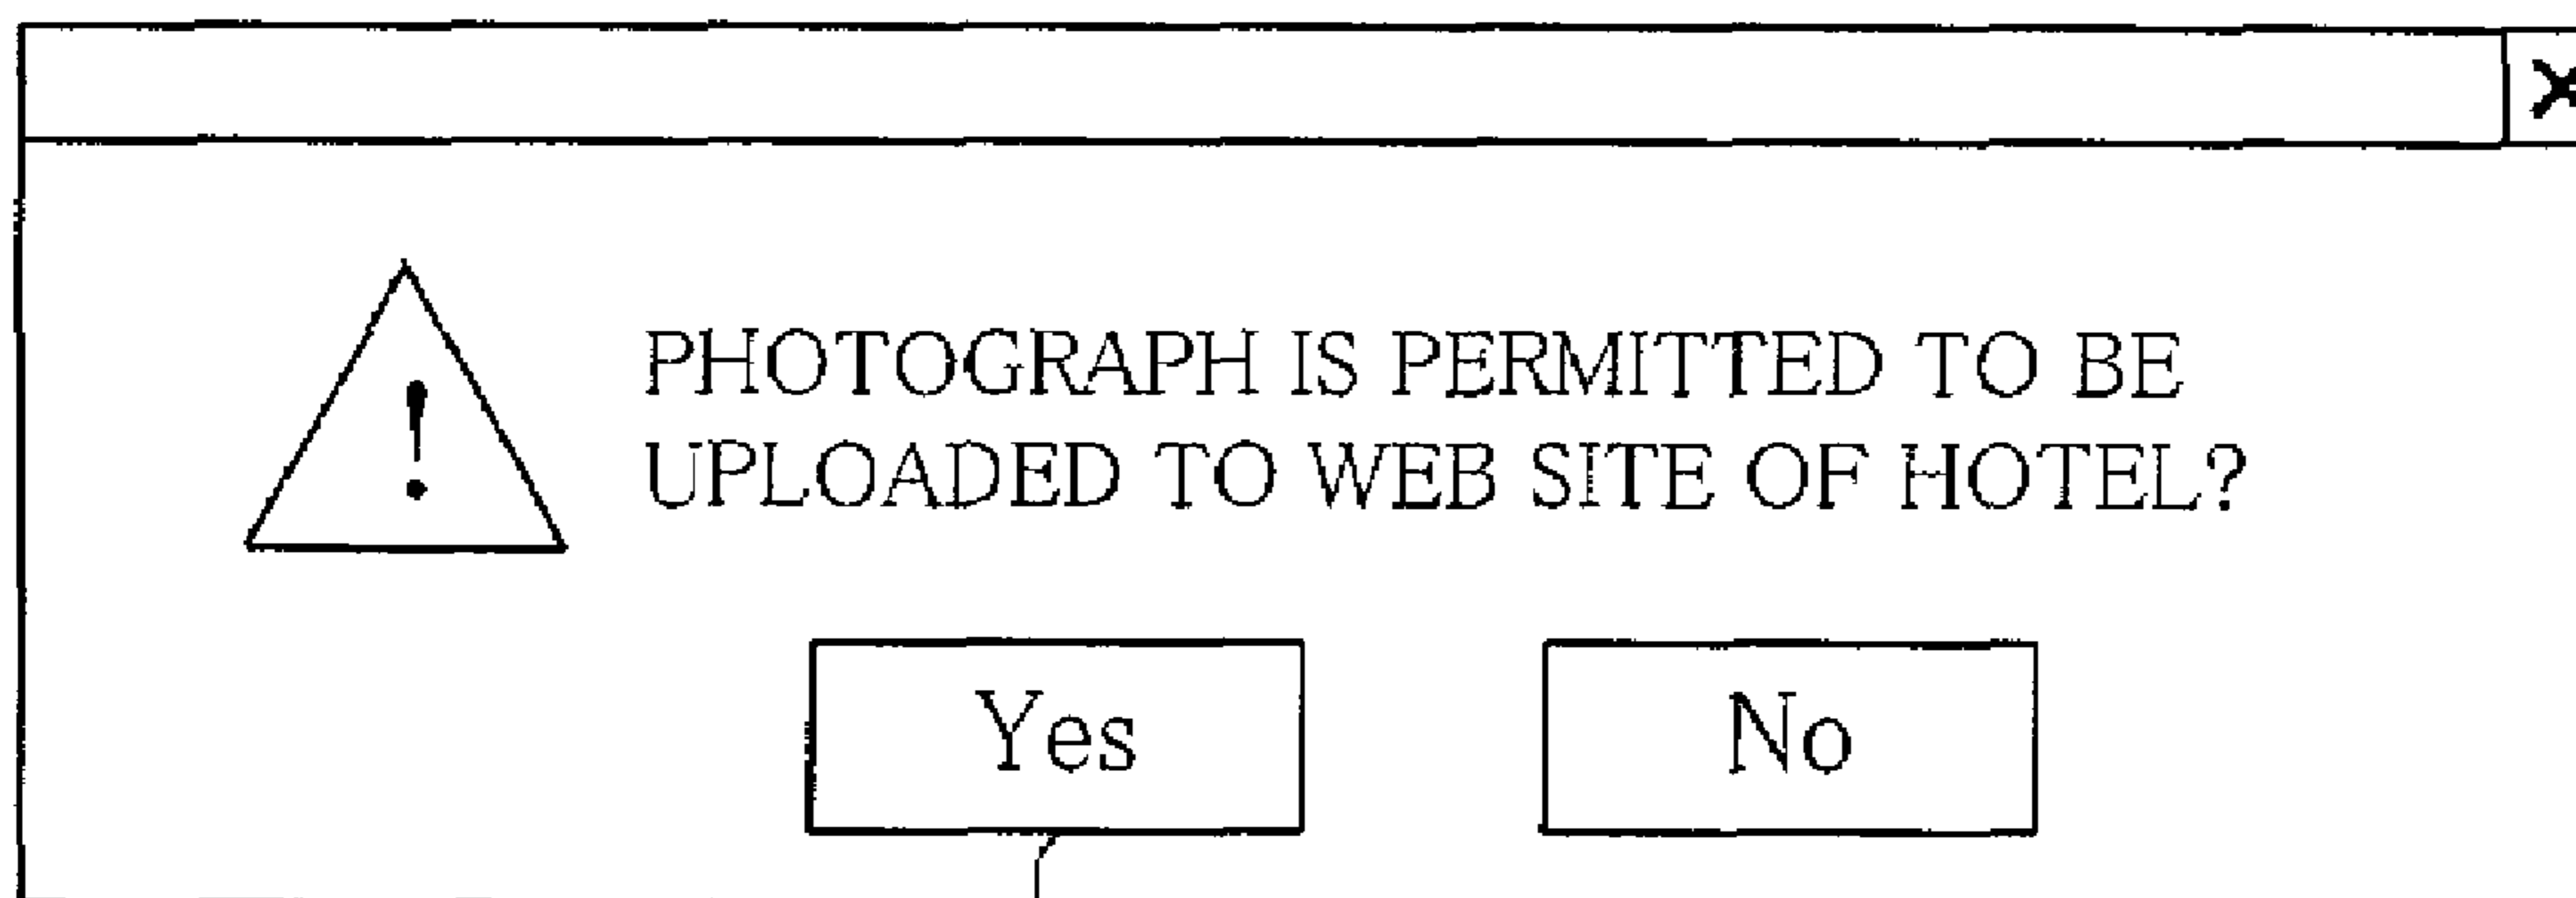 PHOTOGRAPH IS PERMITTED TO BE
UPLOADED TO WEB SITE OF HOTEL?
Yes No